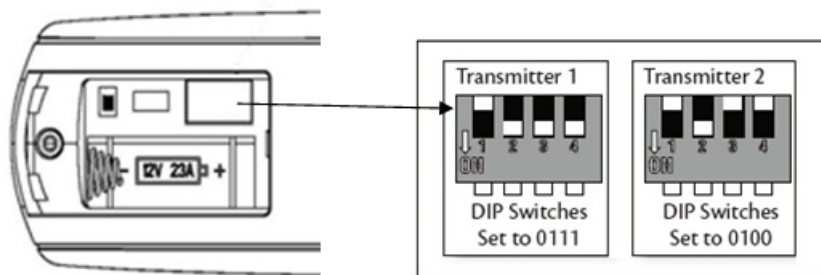 - 12V 23A +
Transmitter 1
1 2 3 4
ON
DIP Switches
Set to 0111
Transmitter 2
1 2 3 4
ON
DIP Switches
Set to 0100